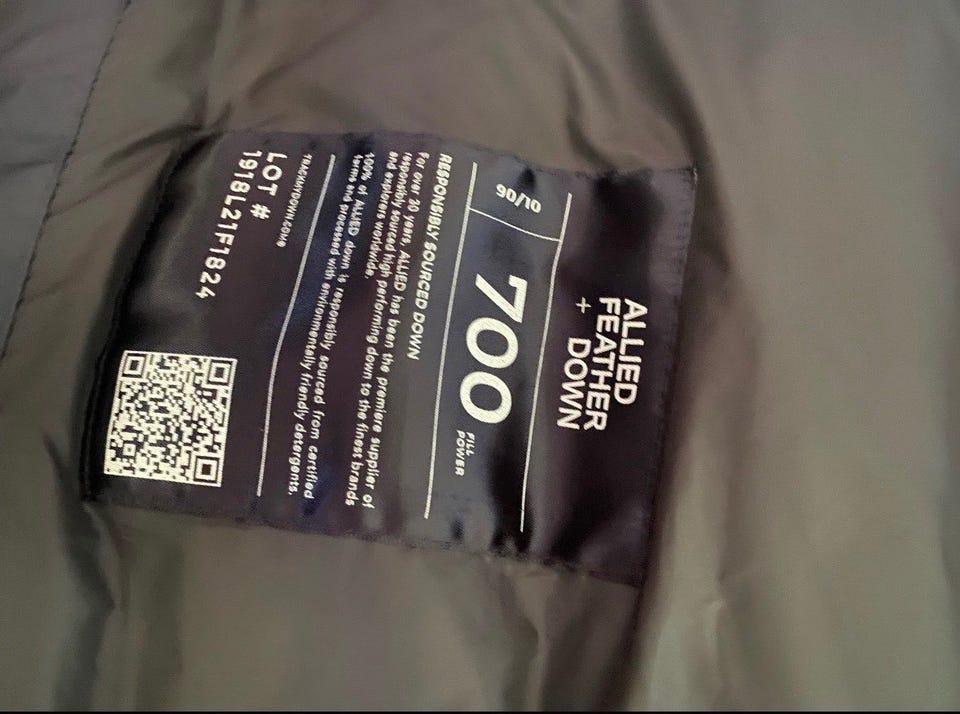 ALLIED
FEATHER
+ DOWN
90/10
700
FILL
POWER
RESPONSIBLY SOURCED DOWN
For over 30 years, ALLIED has been the premiere supplier of
responsibly sourced high performing down to the finest brands
and explorers worldwide.
100% of ALLIED down is responsibly sourced from certified
farms and processed with environmentally friendly detergents.
TRACKMYDOWN.COM®
LOT #
1918L21F1824